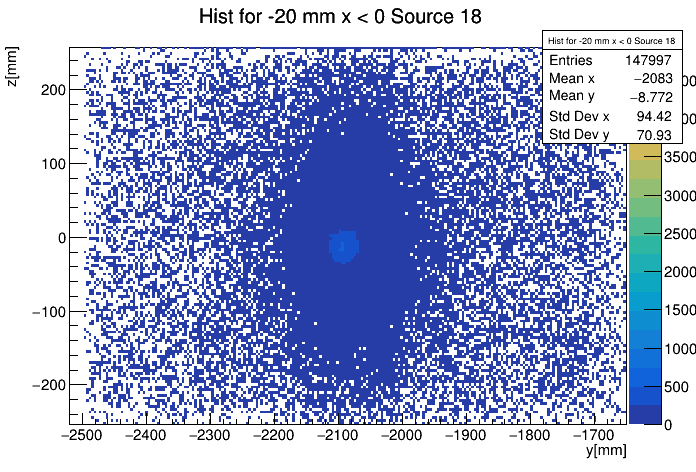 Hist for -20 mm x < 0 Source 18
Hist for -20 mm x < 0 Source 18
Entries 147997
Mean x −2083
Mean y −8.772
Std Dev x 94.42
Std Dev y 70.93
z[mm]
200
100
0
−100
−200
−2500 −2400 −2300 −2200 −2100 −2000 −1900 −1800 −1700
y[mm]
3500
3000
2500
2000
1500
1000
500
0